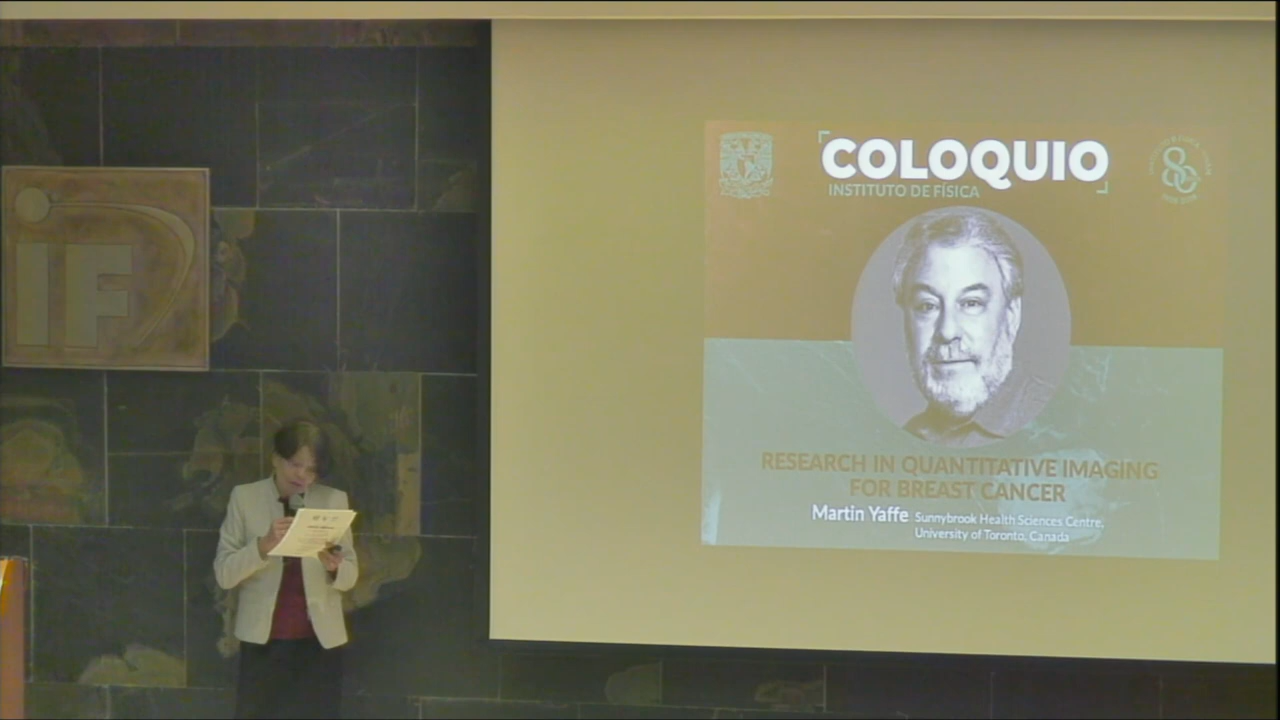 iF
COLOQUIO
INSTITUTO DE FÍSICA
RESEARCH IN QUANTITATIVE IMAGING
FOR BREAST CANCER
Martin Yaffe Sunnybrook Health Sciences Centre,
University of Toronto, Canada